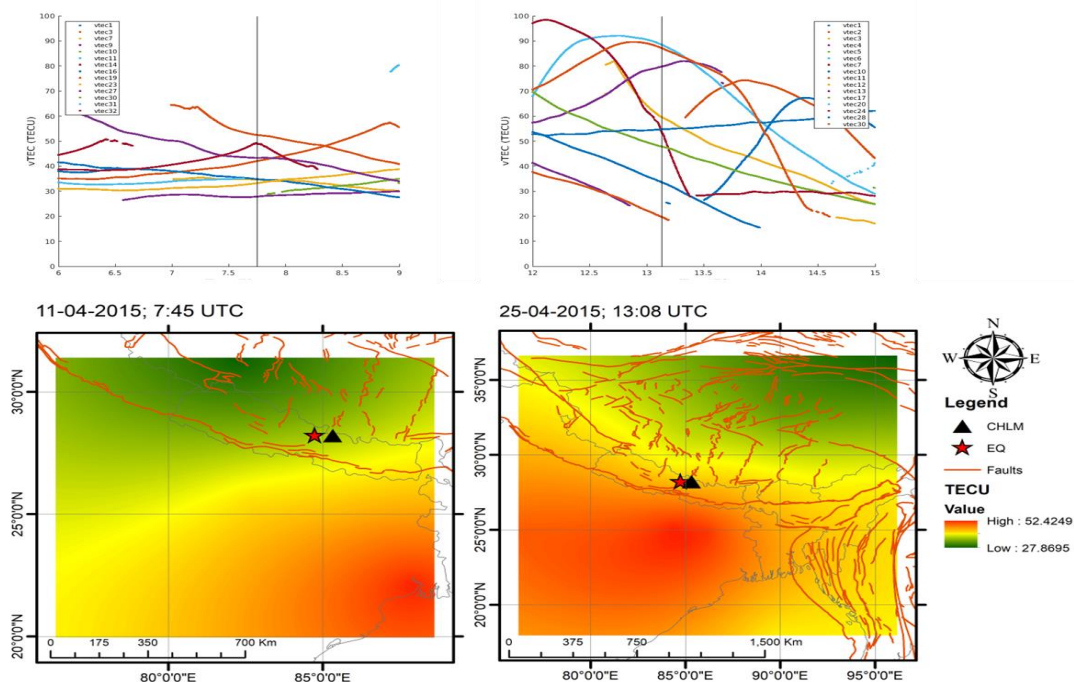 100
90
80
70
60
50
40
30
20
10
0
vTEC (TECU)
vtec1
vtec3
vtec9
vtec10
vtec11
vtec14
vtec16
vtec19
vtec23
vtec27
vtec30
vtec31
vtec32
6
6.5
7
7.5
8
8.5
9
100
90
80
70
60
50
40
30
20
10
0
vTEC (TECU)
vtec1
vtec2
vtec3
vtec4
vtec5
vtec6
vtec7
vtec10
vtec11
vtec12
vtec13
vtec17
vtec20
vtec24
vtec28
vtec30
12
12.5
13
13.5
14
14.5
15
11-04-2015; 7:45 UTC
30°0'0"N
25°0'0"N
20°0'0"N
0 175 350 700 Km
80°0'0"E 85°0'0"E
25-04-2015; 13:08 UTC
35°0'0"N
30°0'0"N
25°0'0"N
20°0'0"N
0 375 750 1,500 Km
80°0'0"E 85°0'0"E 90°0'0"E 95°0'0"E
N
W E
S
Legend
CHLM
EQ
Faults
TECU
Value
High : 52.4249
Low : 27.8695